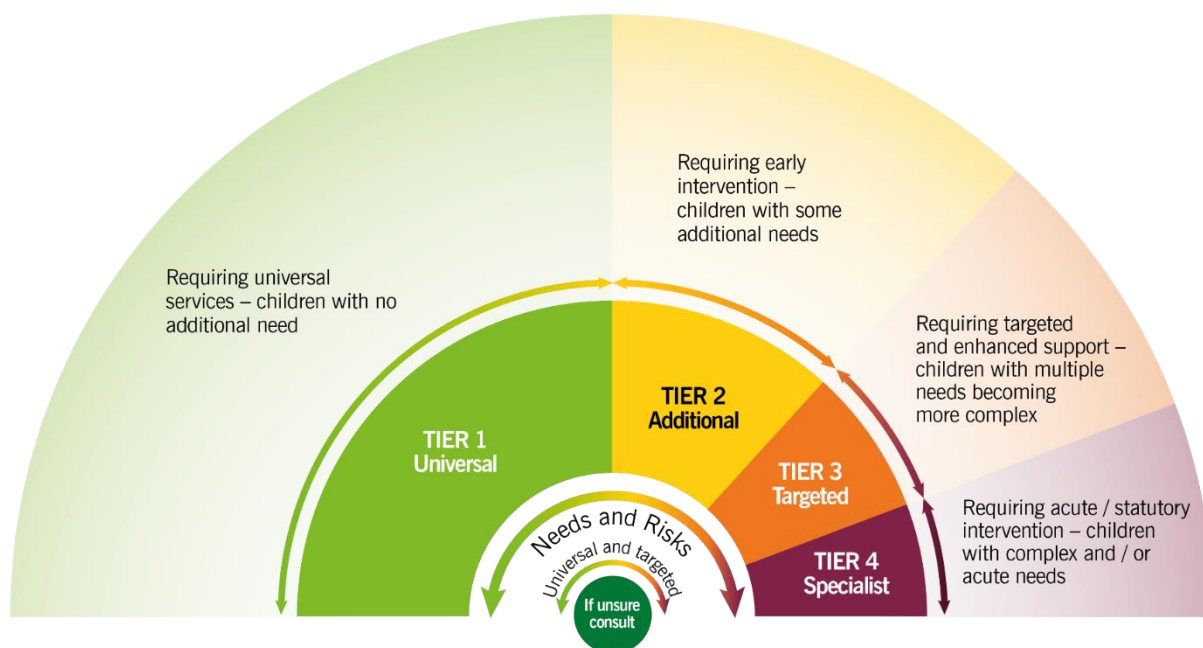 Requiring universal
services – children with no
additional need
Requiring early
intervention –
children with some
additional needs
Requiring targeted
and enhanced support –
children with multiple
needs becoming
more complex
Requiring acute / statutory
intervention – children
with complex and / or
acute needs
TIER 1
Universal
TIER 2
Additional
TIER 3
Targeted
TIER 4
Specialist
Needs and Risks
Universal and targeted
If unsure
consult